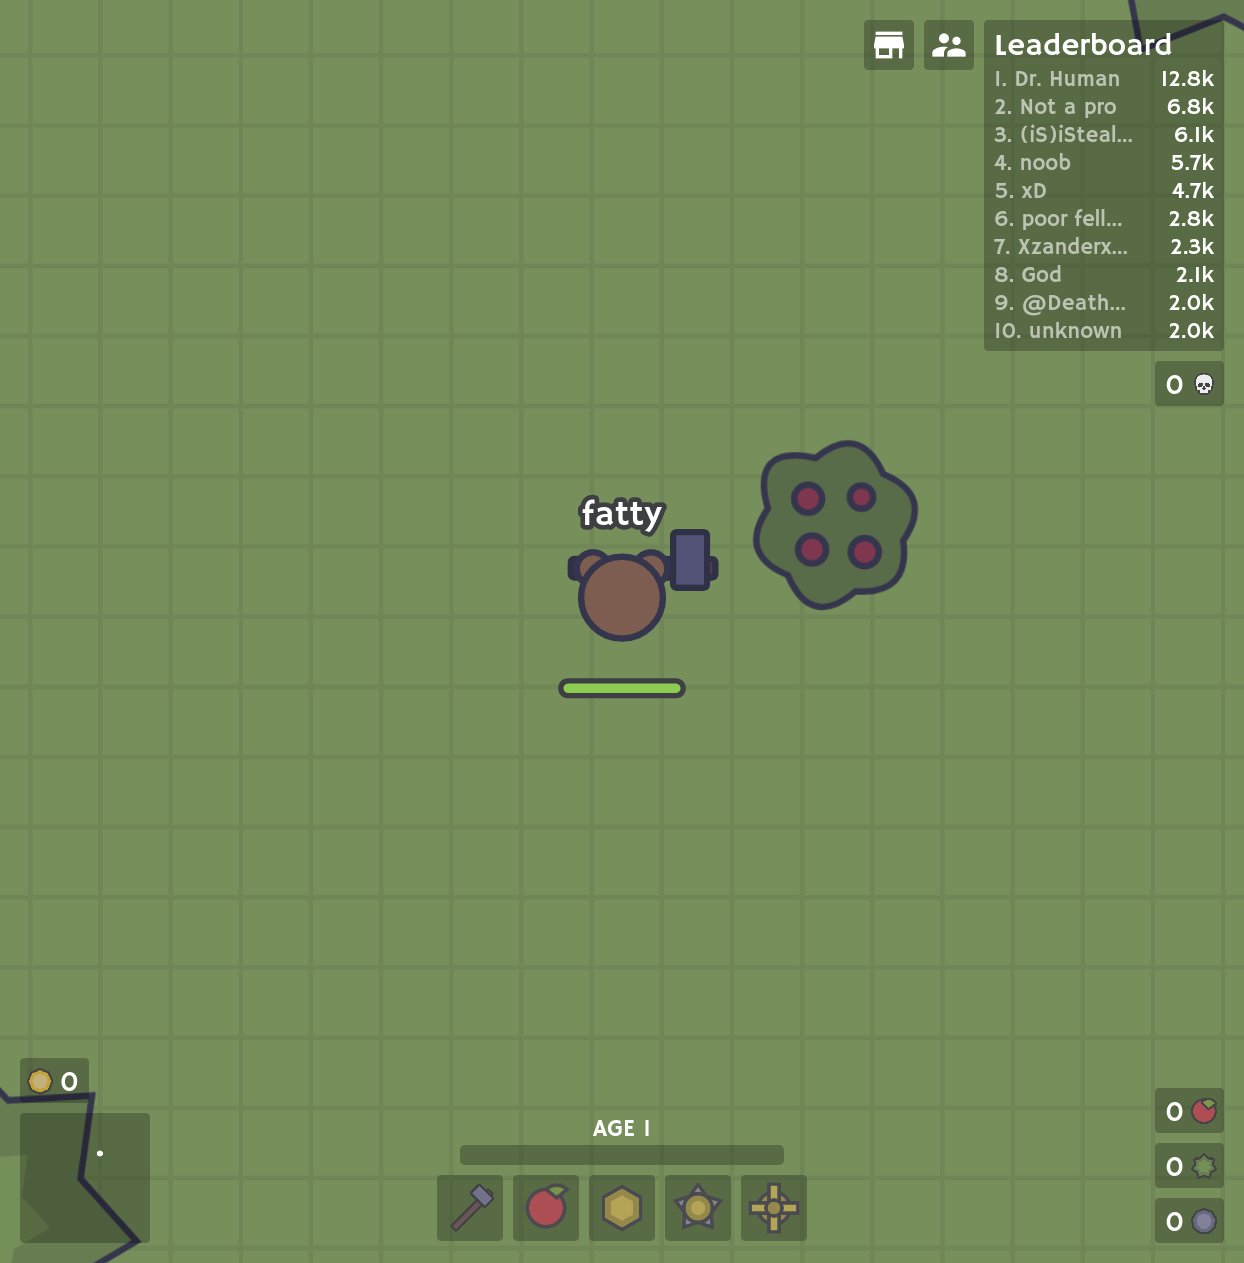 Leaderboard
1. Dr. Human 12.8k
2. Not a pro 6.8k
3. (iS)iSteal... 6.1k
4. noob 5.7k
5. xD 4.7k
6. poor fell... 2.8k
7. Xzanderx... 2.3k
8. God 2.1k
9. @Death... 2.0k
10. unknown 2.0k
0
fatty
0
AGE 1
0
0
0